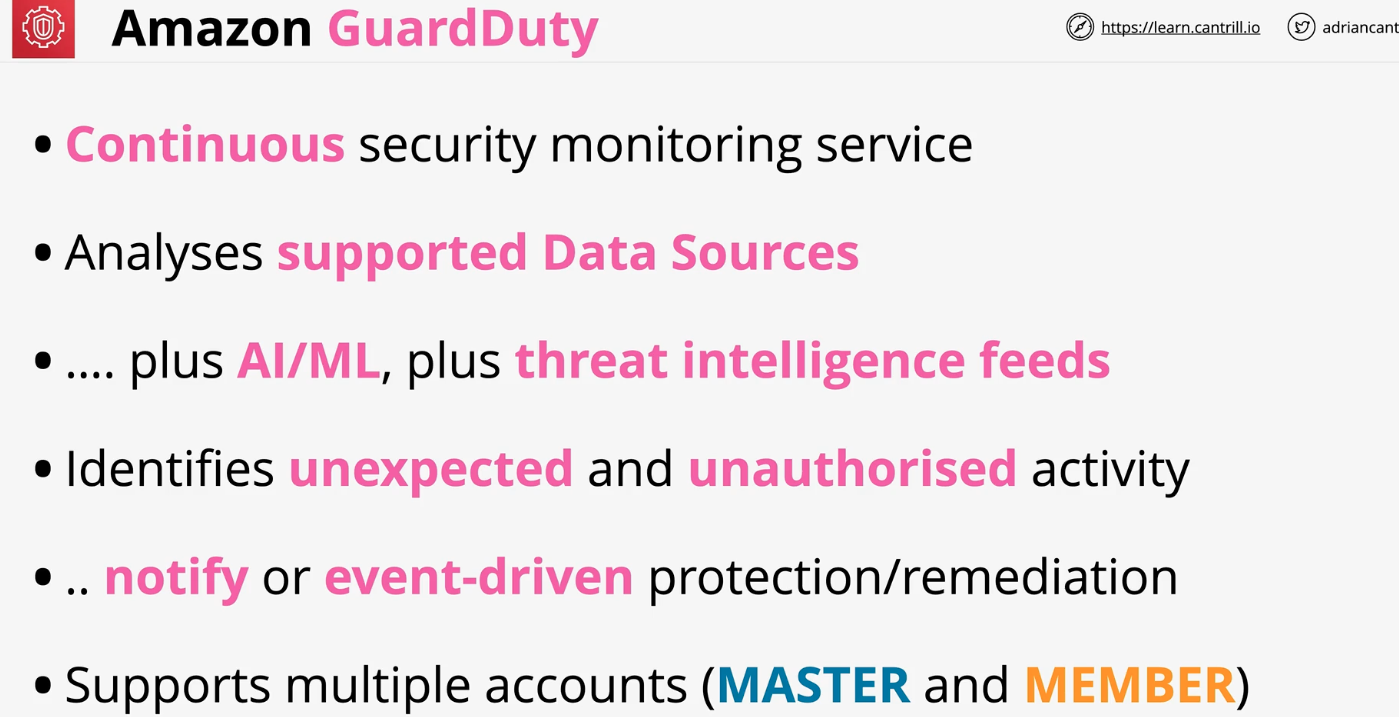 Amazon GuardDuty
https://learn.cantrill.io
adriancant
• Continuous security monitoring service
• Analyses supported Data Sources
• .... plus AI/ML, plus threat intelligence feeds
• Identifies unexpected and unauthorised activity
• .. notify or event-driven protection/remediation
• Supports multiple accounts (MASTER and MEMBER)